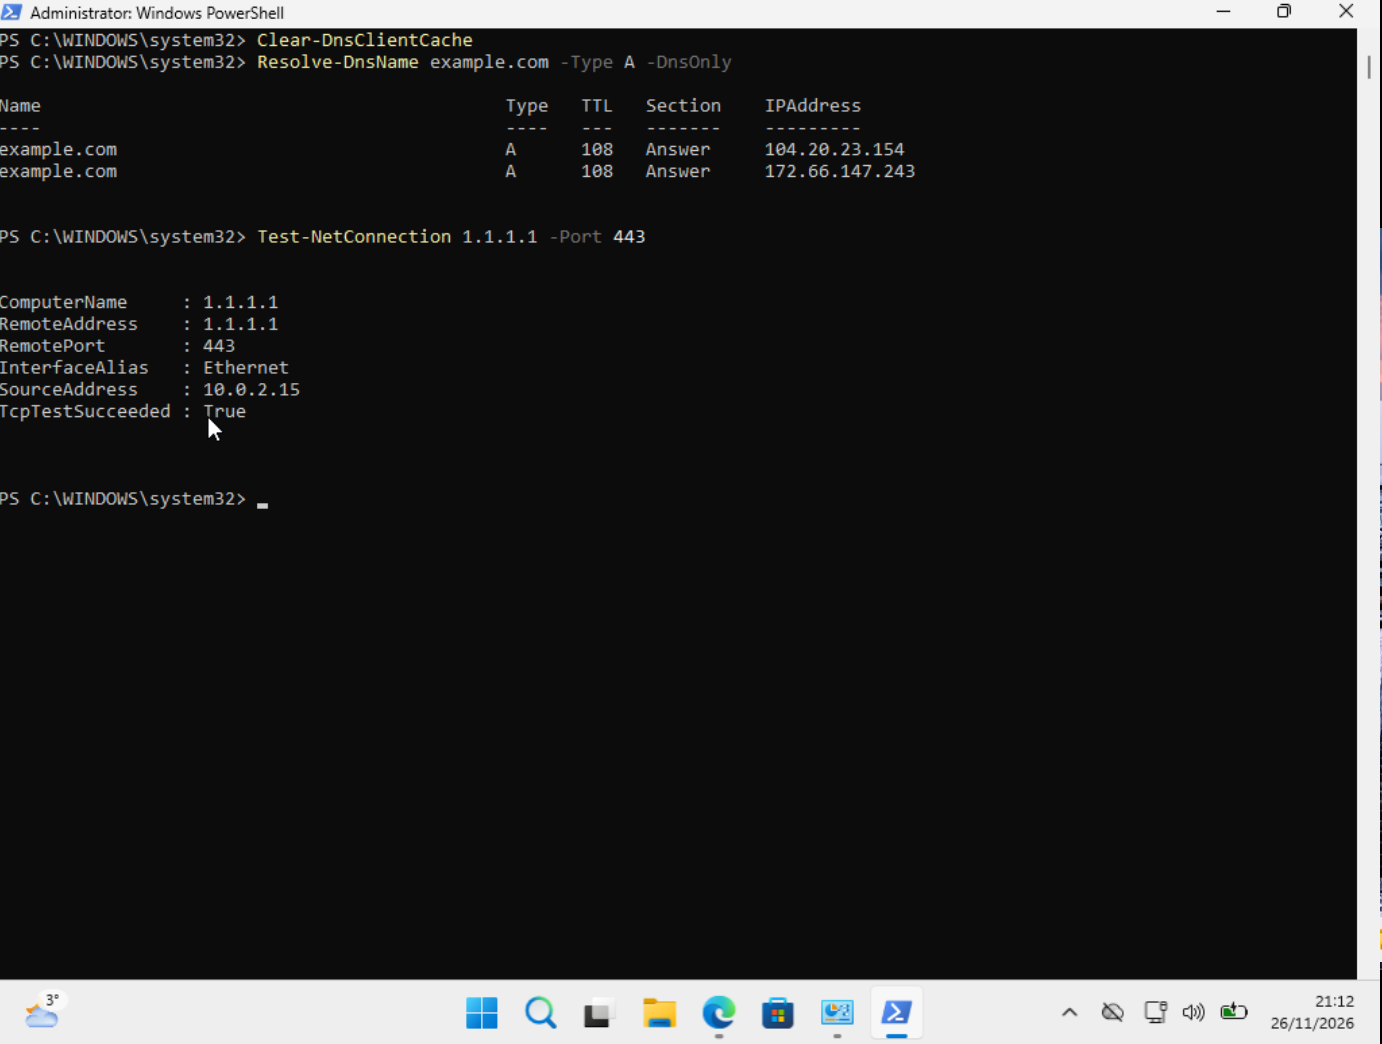 Administrator: Windows PowerShell
PS C:\WINDOWS\system32> Clear-DnsClientCache
PS C:\WINDOWS\system32> Resolve-DnsName example.com -Type A -DnsOnly
Name Type TTL Section IPAddress
---- ---- --- ------- ---------
example.com A 108 Answer 104.20.23.154
example.com A 108 Answer 172.66.147.243
PS C:\WINDOWS\system32> Test-NetConnection 1.1.1.1 -Port 443
ComputerName : 1.1.1.1
RemoteAddress : 1.1.1.1
RemotePort : 443
InterfaceAlias : Ethernet
SourceAddress : 10.0.2.15
TcpTestSucceeded : True
PS C:\WINDOWS\system32>
3°
21:12
26/11/2026